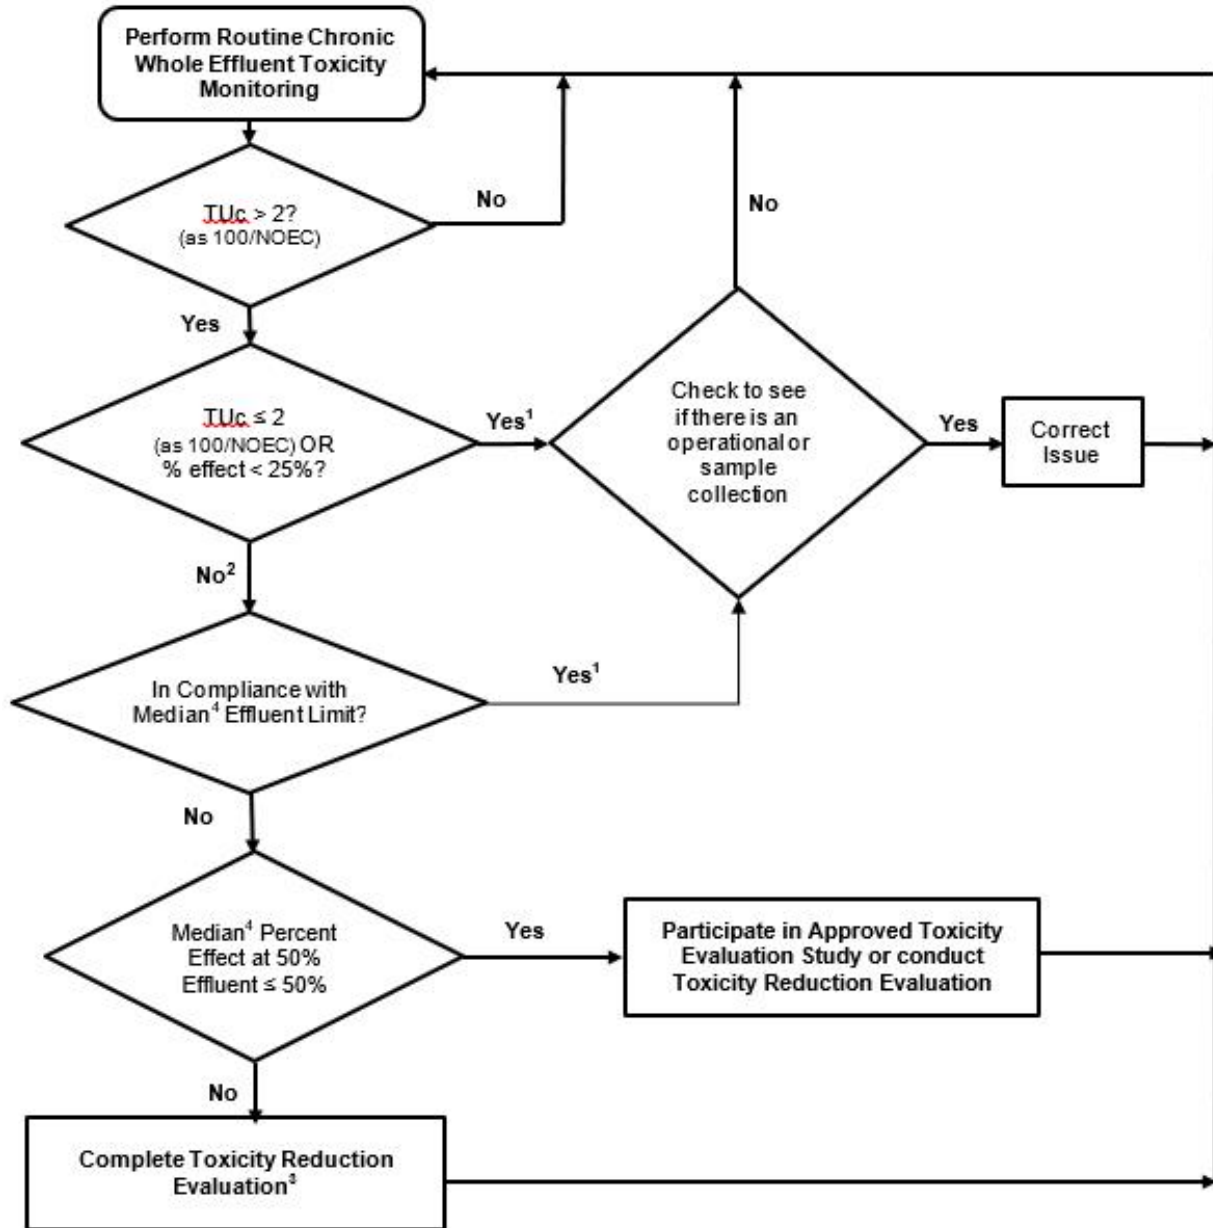 Perform Routine Chronic
Whole Effluent Toxicity
Monitoring
TUc > 2?
(as 100/NOEC)
No
Yes
TUc ≤ 2
(as 100/NOEC) OR
% effect < 25%?
Yes¹
Check to see
if there is an
operational or
sample
collection
No
Yes
Correct
Issue
No²
In Compliance with
Median⁴ Effluent Limit?
Yes¹
No
Median⁴ Percent
Effect at 50%
Effluent ≤ 50%
Yes
Participate in Approved Toxicity
Evaluation Study or conduct
Toxicity Reduction Evaluation
No
Complete Toxicity Reduction
Evaluation³